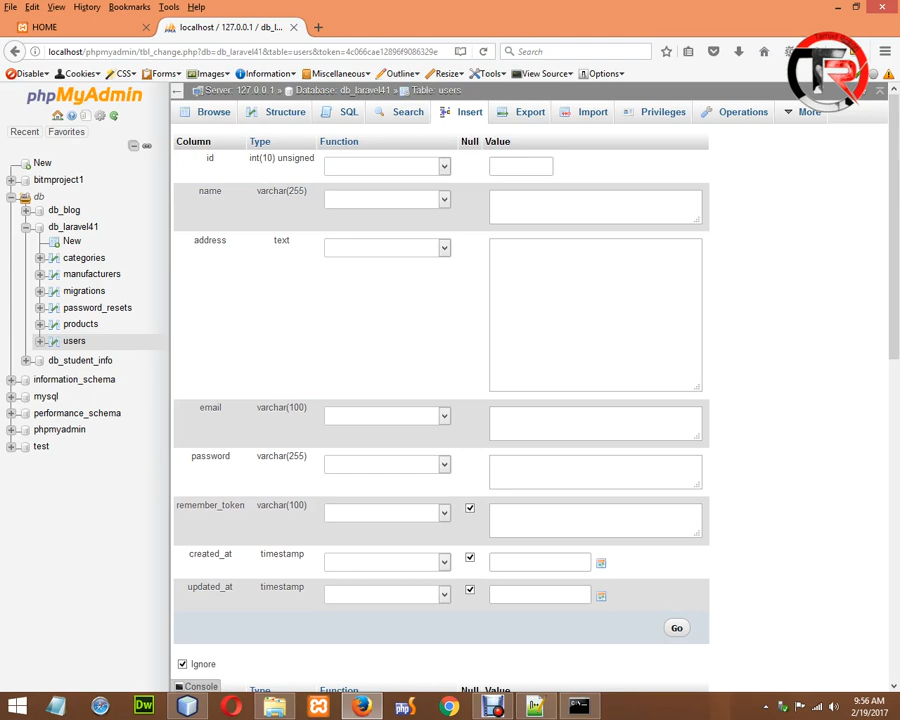 File Edit View History Bookmarks Tools Help
HOME
localhost / 127.0.0.1 / db_l...
localhost/phpmyadmin/tbl_change.php?db=db_laravel41&table=users&token=4c066cae12896f9086329e
Search
Disable Cookies CSS Forms Images Information Miscellaneous Outline Resize Tools View Source Options
phpMyAdmin
Server: 127.0.0.1 » Database: db_laravel41 » Table: users
Browse Structure SQL Search Insert Export Import Privileges Operations More
Recent Favorites
New
bitmproject1
db
db_blog
db_laravel41
New
categories
manufacturers
migrations
password_resets
products
users
db_student_info
information_schema
mysql
performance_schema
phpmyadmin
test
Column Type Function Null Value
id int(10) unsigned
name varchar(255)
address text
email varchar(100)
password varchar(255)
remember_token varchar(100)
created_at timestamp
updated_at timestamp
Go
Ignore
Console
Type Function Null Value
Dw
php
9:56 AM
2/19/2017